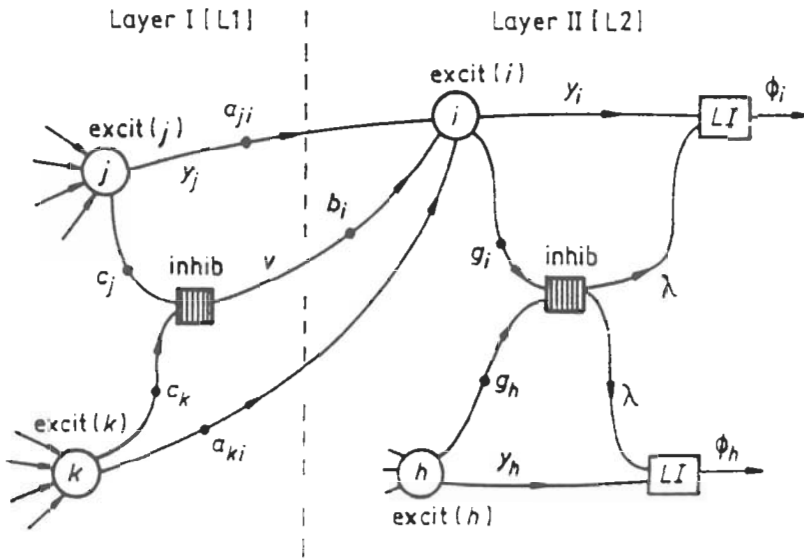 Layer I [L1]
Layer II [L2]
excit(i)
i
y_i
LI
ϕ_i
a_ji
excit(j)
j
y_j
b_i
c_j
inhib
v
g_i
inhib
λ
c_k
g_h
λ
excit(k)
k
a_ki
h
y_h
LI
ϕ_h
excit(h)